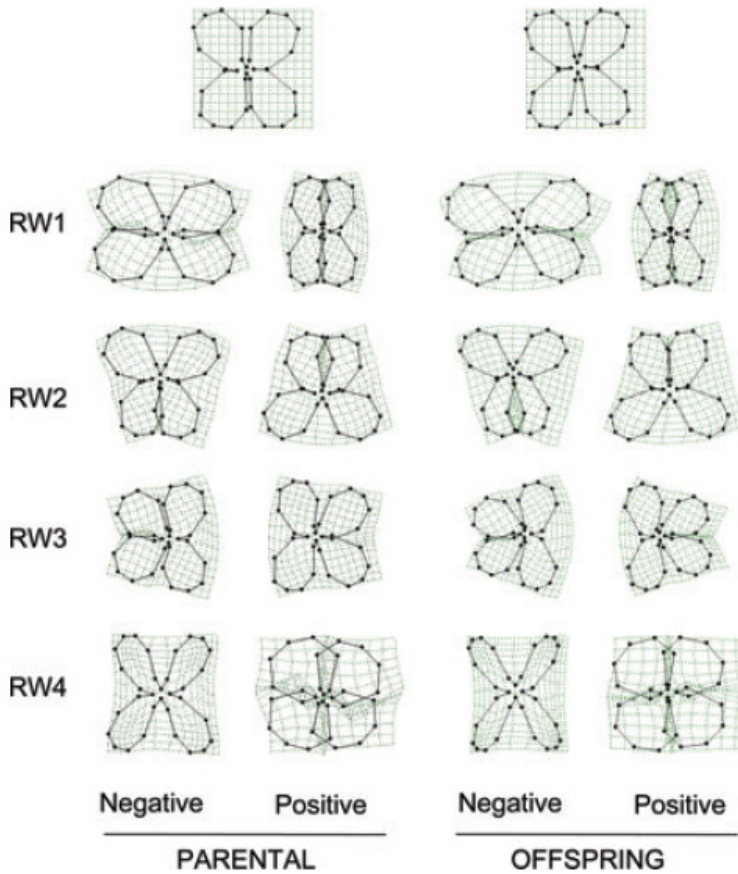 RW1
RW2
RW3
RW4
Negative Positive Negative Positive
PARENTAL OFFSPRING